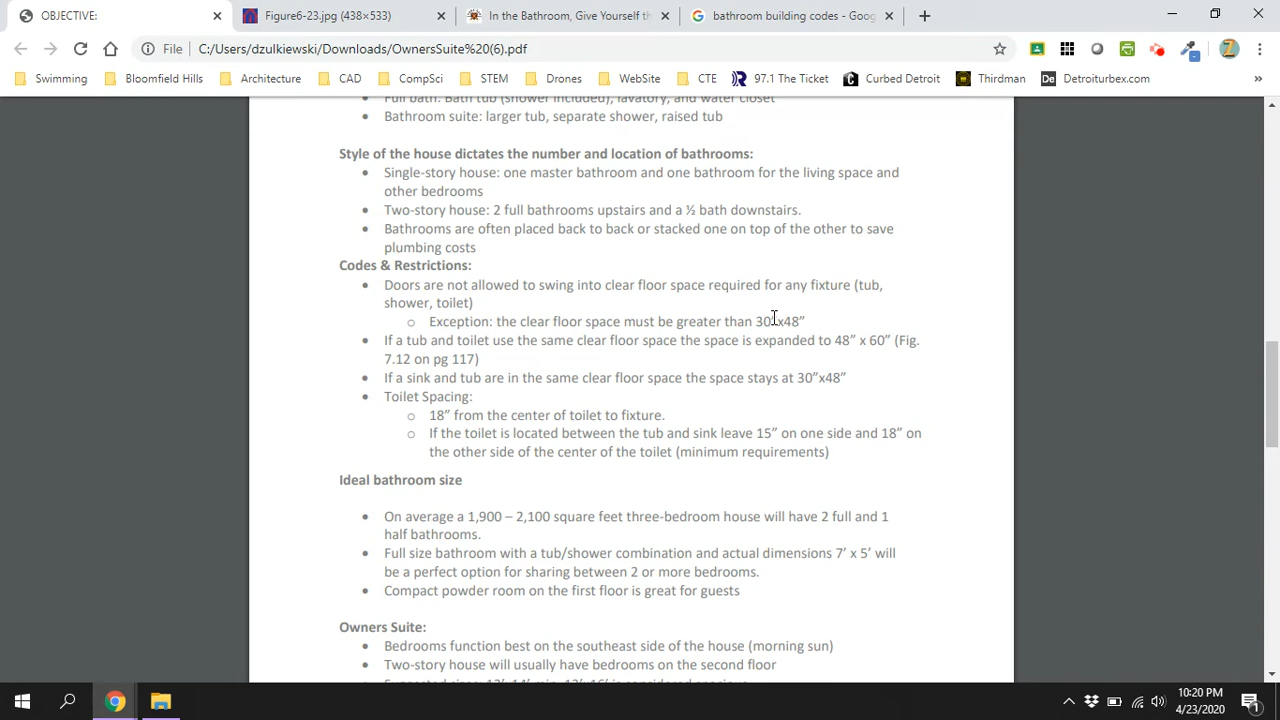 OBJECTIVE:
Figure6-23.jpg (438×533)
In the Bathroom, Give Yourself th
bathroom building codes - Goog
File
C:/Users/dzulkiewski/Downloads/OwnersSuite%20(6).pdf
Swimming
Bloomfield Hills
Architecture
CAD
CompSci
STEM
Drones
WebSite
CTE
97.1 The Ticket
Curbed Detroit
Thirdman
De Detroiturbex.com
»
• Full bath: Bath tub (shower included), lavatory, and water closet
• Bathroom suite: larger tub, separate shower, raised tub
Style of the house dictates the number and location of bathrooms:
• Single-story house: one master bathroom and one bathroom for the living space and
other bedrooms
• Two-story house: 2 full bathrooms upstairs and a ½ bath downstairs.
• Bathrooms are often placed back to back or stacked one on top of the other to save
plumbing costs
Codes & Restrictions:
• Doors are not allowed to swing into clear floor space required for any fixture (tub,
shower, toilet)
o Exception: the clear floor space must be greater than 30”x48”
• If a tub and toilet use the same clear floor space the space is expanded to 48” x 60” (Fig.
7.12 on pg 117)
• If a sink and tub are in the same clear floor space the space stays at 30”x48”
• Toilet Spacing:
o 18” from the center of toilet to fixture.
o If the toilet is located between the tub and sink leave 15” on one side and 18” on
the other side of the center of the toilet (minimum requirements)
Ideal bathroom size
• On average a 1,900 – 2,100 square feet three-bedroom house will have 2 full and 1
half bathrooms.
• Full size bathroom with a tub/shower combination and actual dimensions 7’ x 5’ will
be a perfect option for sharing between 2 or more bedrooms.
• Compact powder room on the first floor is great for guests
Owners Suite:
• Bedrooms function best on the southeast side of the house (morning sun)
• Two-story house will usually have bedrooms on the second floor
10:20 PM
4/23/2020